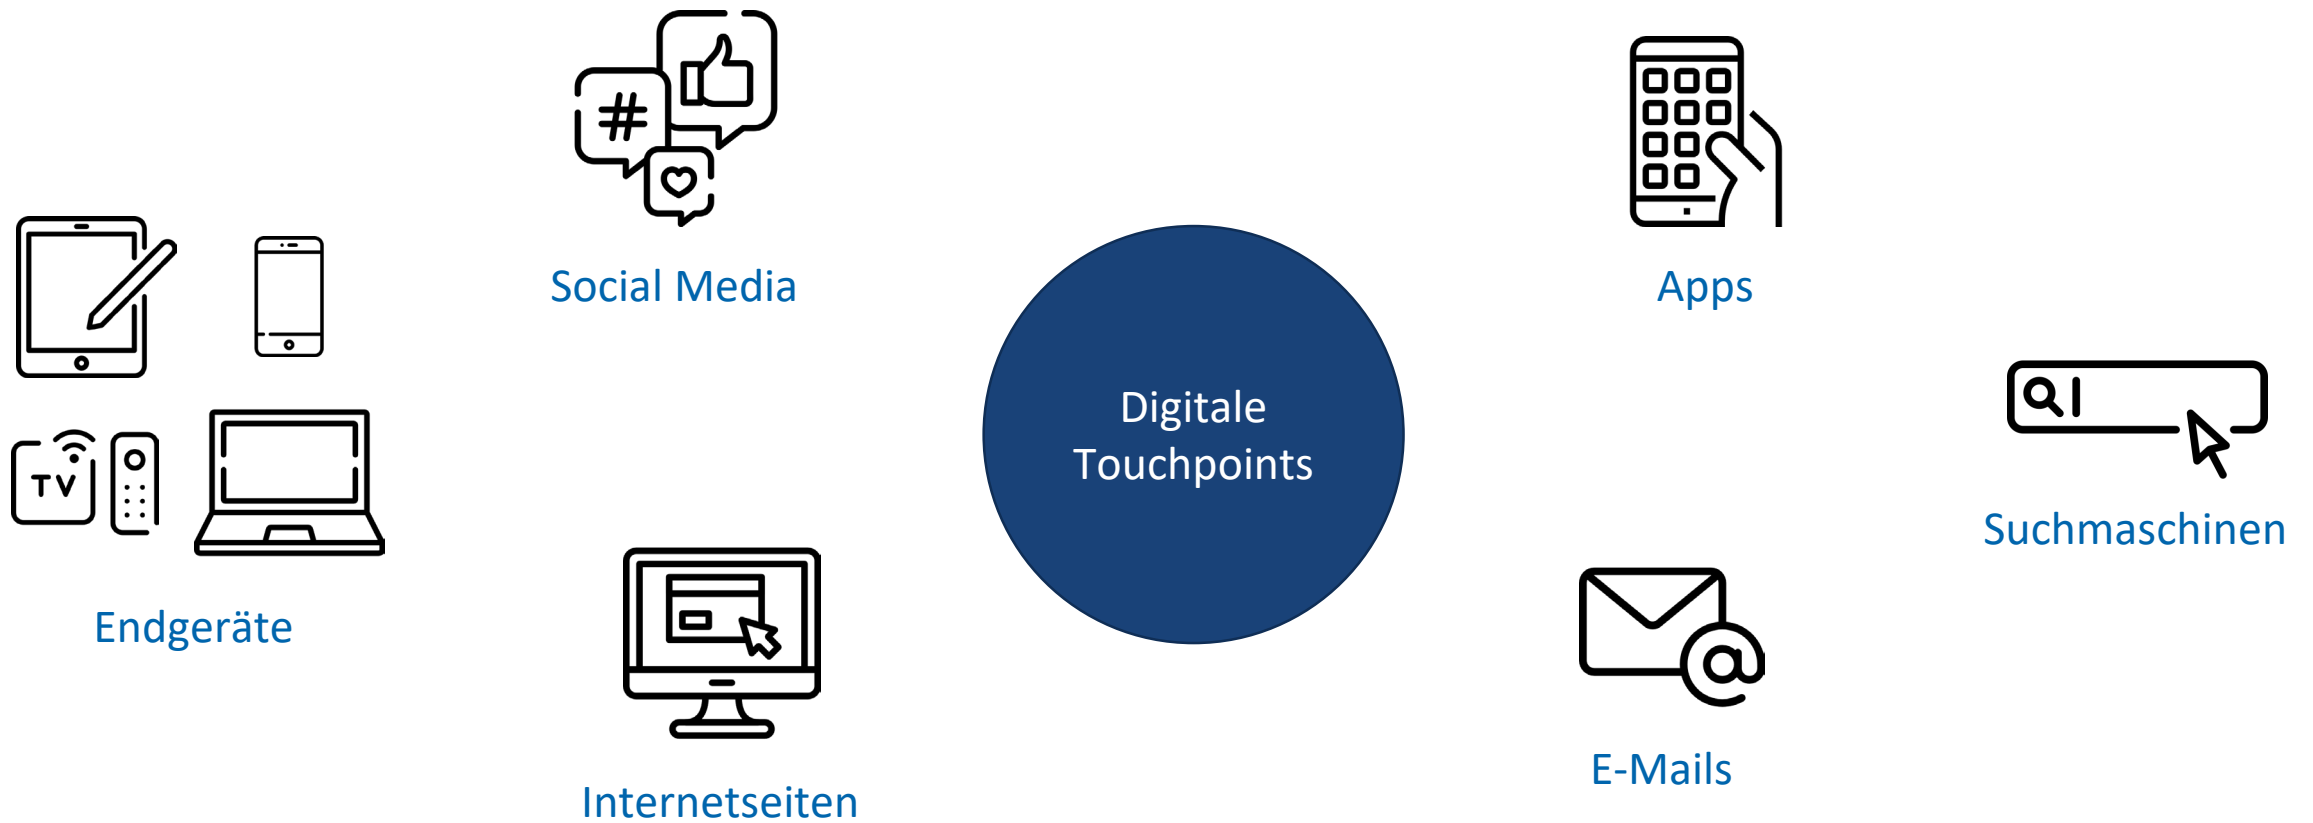 Social Media
Apps
Digitale
Touchpoints
TV
Endgeräte
Suchmaschinen
Internetseiten
E-Mails